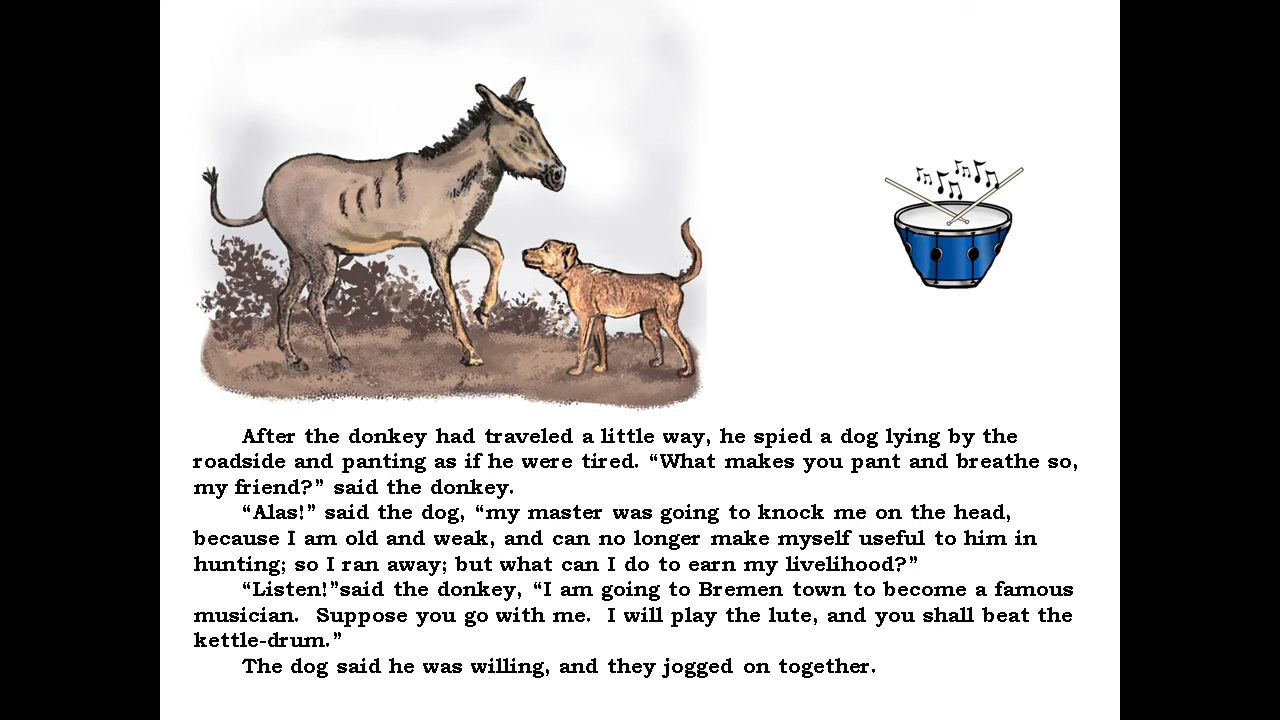 After the donkey had traveled a little way, he spied a dog lying by the
roadside and panting as if he were tired. “What makes you pant and breathe so,
my friend?” said the donkey.
“Alas!” said the dog, “my master was going to knock me on the head,
because I am old and weak, and can no longer make myself useful to him in
hunting; so I ran away; but what can I do to earn my livelihood?”
“Listen!”said the donkey, “I am going to Bremen town to become a famous
musician.  Suppose you go with me.  I will play the lute, and you shall beat the
kettle-drum.”
The dog said he was willing, and they jogged on together.